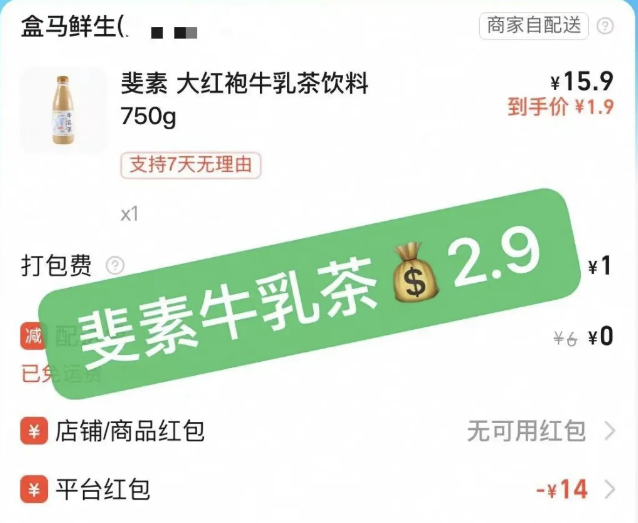 盒马鲜生(
商家自配送
斐素 大红袍牛乳茶饮料
750g
¥15.9
到手价 ¥1.9
支持7天无理由
x1
打包费
¥1
斐素牛乳茶💰2.9
减 配
¥6 ¥0
已免运费
¥ 店铺/商品红包
无可用红包
¥ 平台红包
-¥14